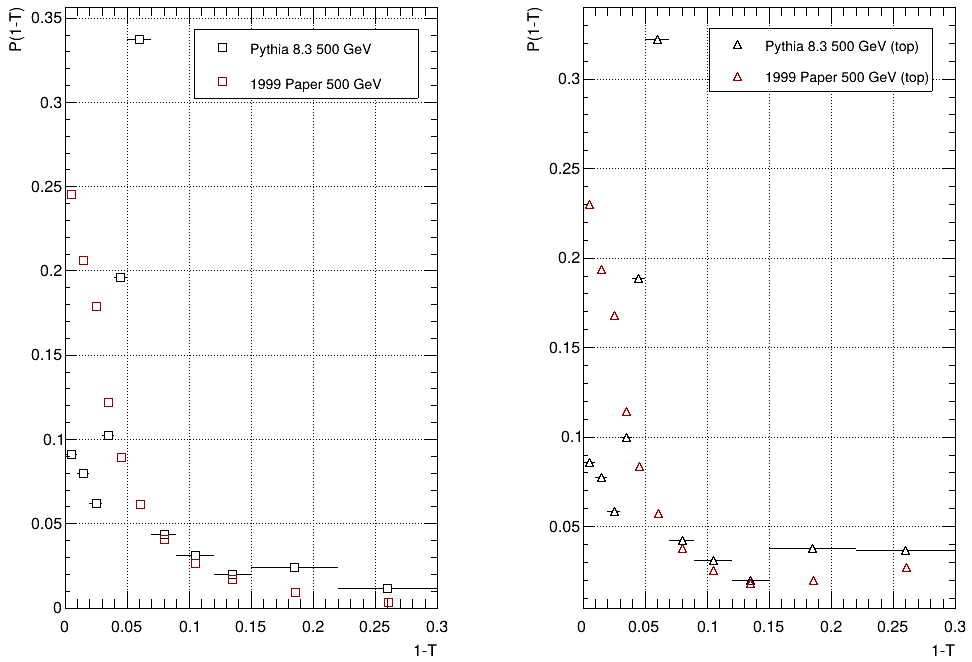 P(1-T)
0.35
0.3
0.25
0.2
0.15
0.1
0.05
0
0 0.05 0.1 0.15 0.2 0.25 0.3
1-T
Pythia 8.3 500 GeV
1999 Paper 500 GeV
P(1-T)
0.3
0.25
0.2
0.15
0.1
0.05
0 0.05 0.1 0.15 0.2 0.25 0.3
1-T
Pythia 8.3 500 GeV (top)
1999 Paper 500 GeV (top)